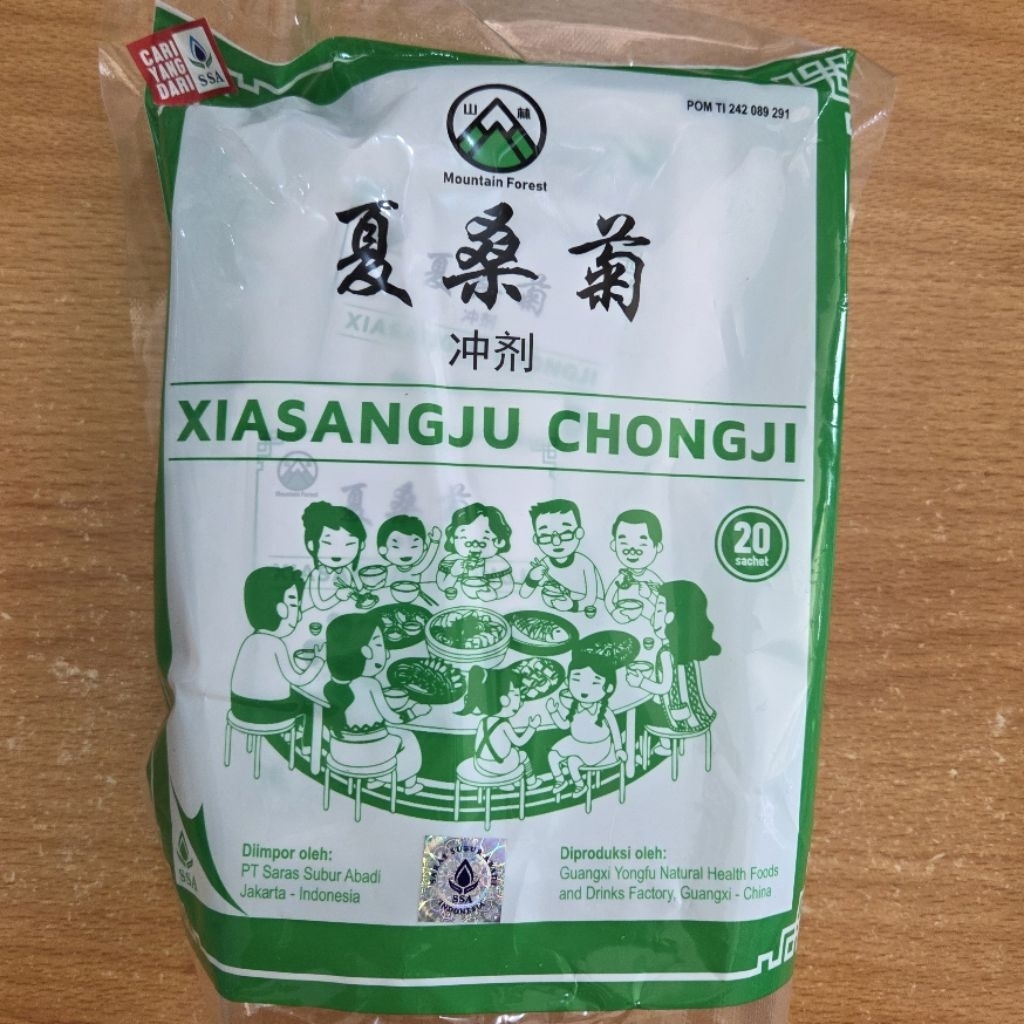 CARI
YANG
DARI
SSA
山 林
Mountain Forest
POM TI 242 089 291
夏桑菊
冲剂
XIASANGJU CHONGJI
20
sachet
Diimpor oleh:
PT Saras Subur Abadi
Jakarta - Indonesia
SSA
INDONESIA
Diproduksi oleh:
Guangxi Yongfu Natural Health Foods
and Drinks Factory, Guangxi - China
SSA